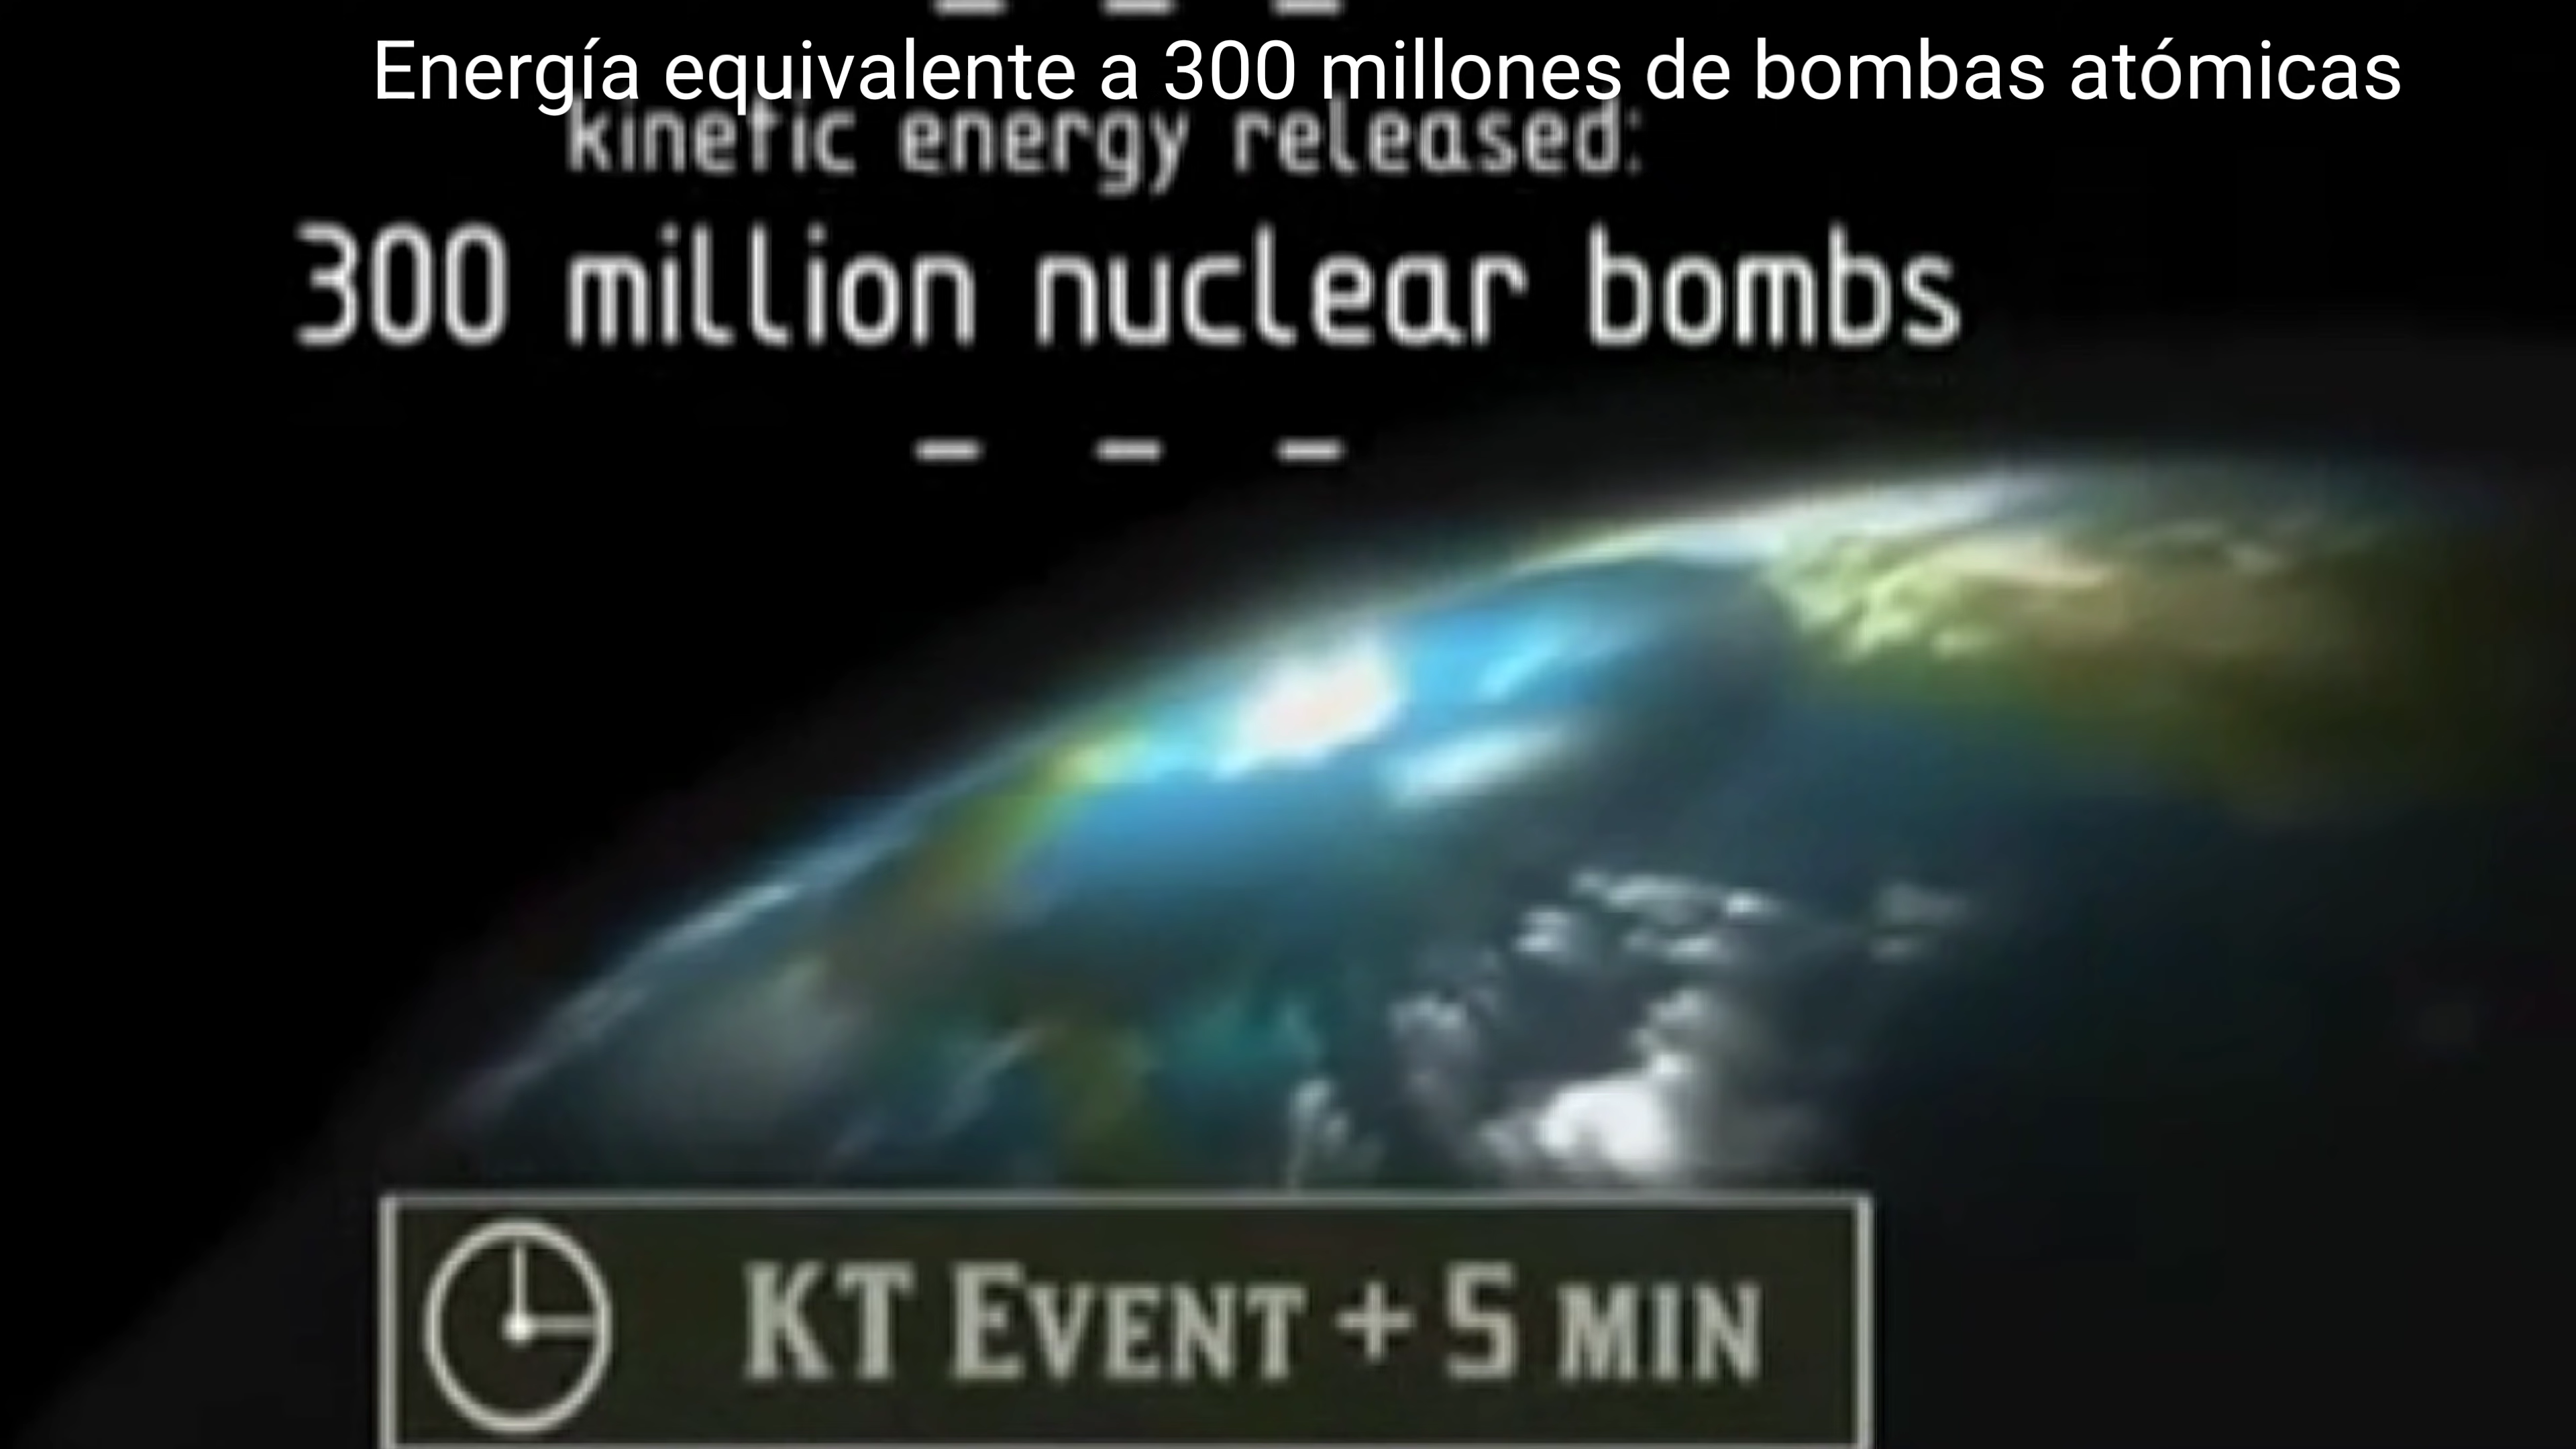 Energía equivalente a 300 millones de bombas atómicas
kinetic energy released:
300 million nuclear bombs
- - -
KT EVENT + 5 MIN